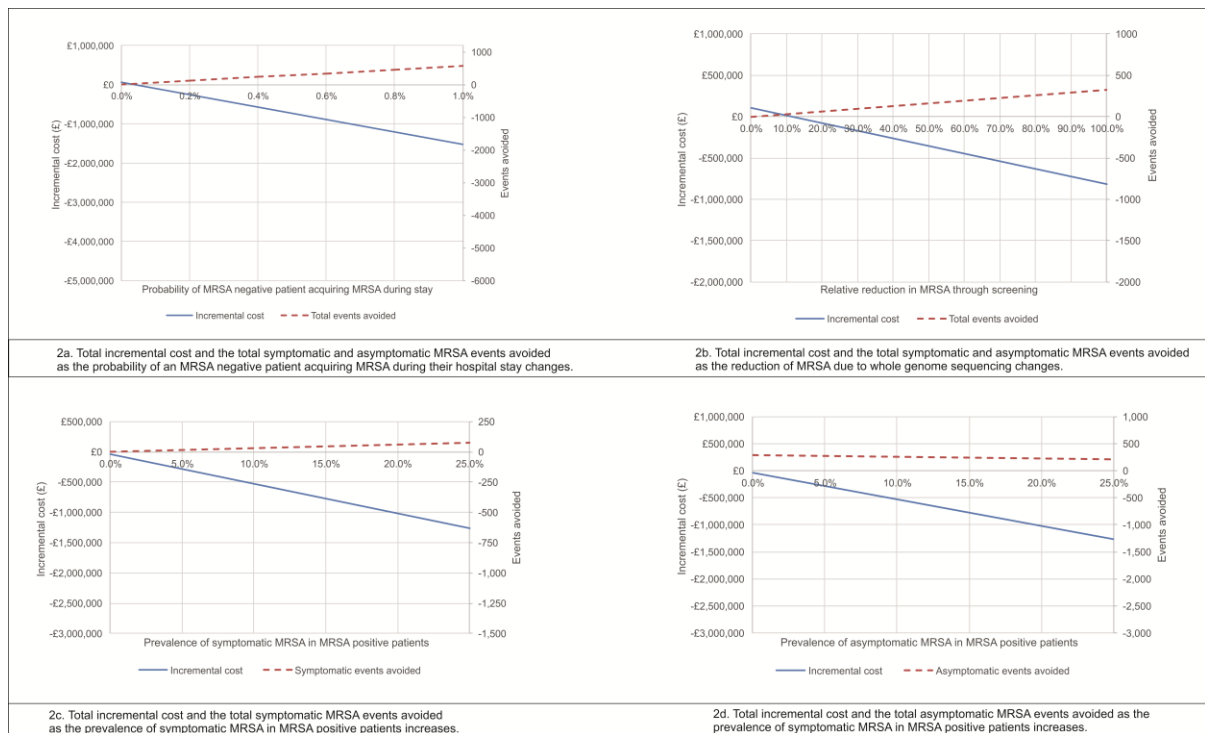 £1,000,000
£0
-£1,000,000
-£2,000,000
-£3,000,000
-£4,000,000
-£5,000,000
Incremental cost (£)
0.0% 0.2% 0.4% 0.6% 0.8% 1.0%
1000
0
-1000
-2000
-3000
-4000
-5000
-6000
Events avoided
Probability of MRSA negative patient acquiring MRSA during stay
Incremental cost Total events avoided
2a. Total incremental cost and the total symptomatic and asymptomatic MRSA events avoided
as the probability of an MRSA negative patient acquiring MRSA during their hospital stay changes.
£1,000,000
£500,000
£0
-£500,000
-£1,000,000
-£1,500,000
-£2,000,000
Incremental cost (£)
0.0% 10.0% 20.0% 30.0% 40.0% 50.0% 60.0% 70.0% 80.0% 90.0% 100.0%
1000
500
0
-500
-1000
-1500
-2000
Events avoided
Relative reduction in MRSA through screening
Incremental cost Total events avoided
2b. Total incremental cost and the total symptomatic and asymptomatic MRSA events avoided
as the reduction of MRSA due to whole genome sequencing changes.
£500,000
£0
-£500,000
-£1,000,000
-£1,500,000
-£2,000,000
-£2,500,000
-£3,000,000
Incremental cost (£)
0.0% 5.0% 10.0% 15.0% 20.0% 25.0%
250
0
-250
-500
-750
-1,000
-1,250
-1,500
Events avoided
Prevalence of symptomatic MRSA in MRSA positive patients
Incremental cost Symptomatic events avoided
2c. Total incremental cost and the total symptomatic MRSA events avoided
as the prevalence of symptomatic MRSA in MRSA positive patients increases.
£1,000,000
£500,000
£0
-£500,000
-£1,000,000
-£1,500,000
-£2,000,000
-£2,500,000
-£3,000,000
Incremental cost (£)
0.0% 5.0% 10.0% 15.0% 20.0% 25.0%
1,000
500
0
-500
-1,000
-1,500
-2,000
-2,500
-3,000
Events avoided
Prevalence of asymptomatic MRSA in MRSA positive patients
Incremental cost Asymptomatic events avoided
2d. Total incremental cost and the total asymptomatic MRSA events avoided as the
prevalence of symptomatic MRSA in MRSA positive patients increases.